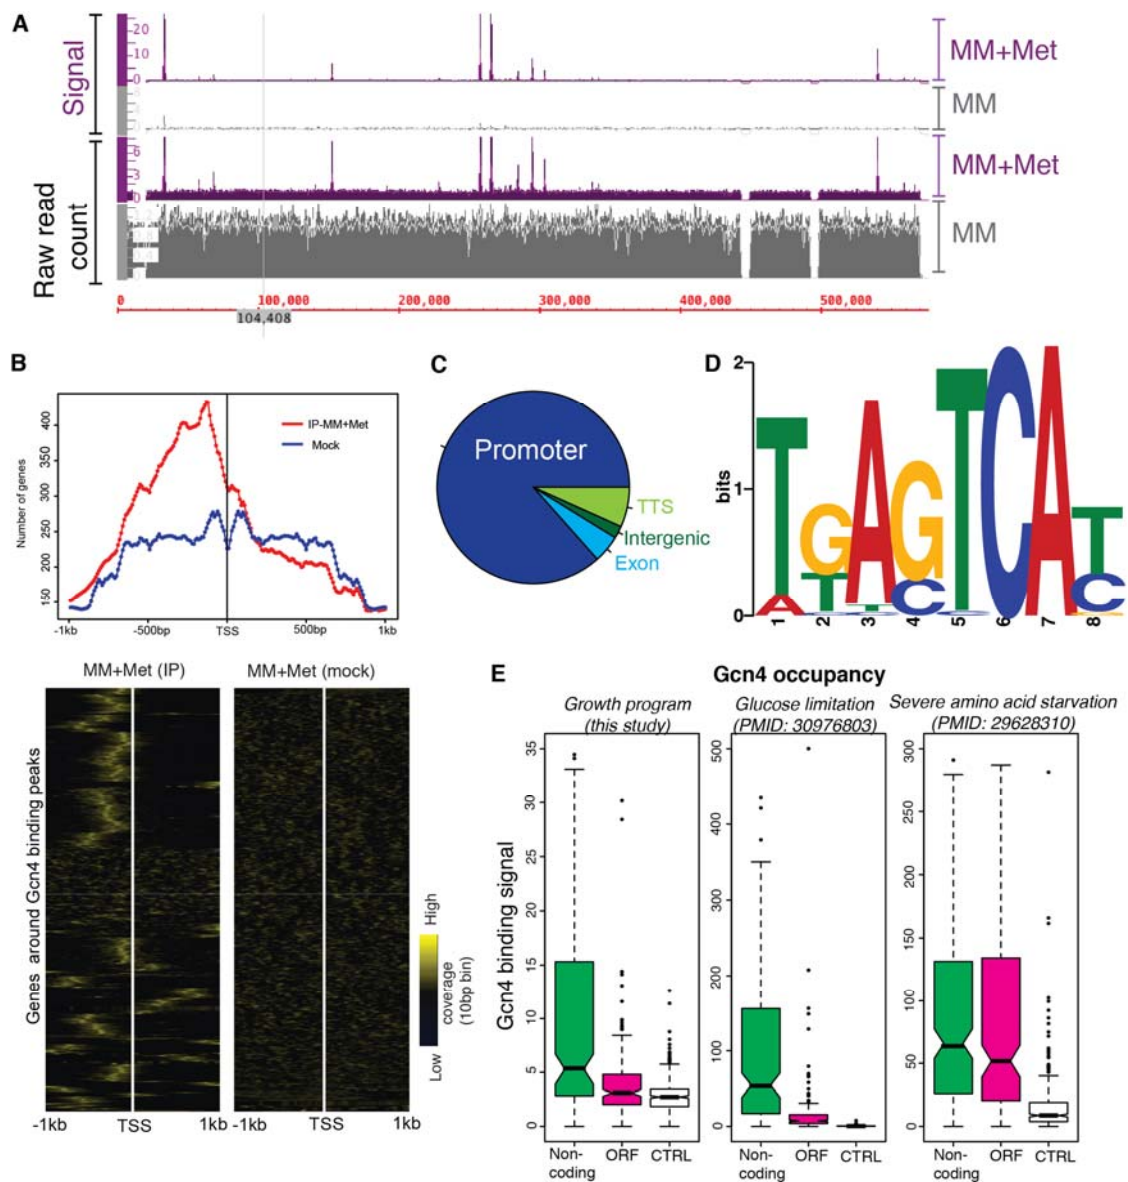 A
Signal
20
10
0
MM+Met
MM
Raw read
count
6
3
0
MM+Met
MM
0
100,000
200,000
300,000
400,000
500,000
104,408
B
Number of genes
400
350
300
250
200
150
IP-MM+Met
Mock
-1kb
-500bp
TSS
500bp
1kb
C
Promoter
TTS
Intergenic
Exon
D
bits
2
1
0
T A
G T
A T
G C
T
C
A
T C
1 2 3 4 5 6 7 8
MM+Met (IP)
MM+Met (mock)
Genes around Gcn4 binding peaks
-1kb TSS 1kb
-1kb TSS 1kb
High
Low
coverage
(10bp bin)
E
Gcn4 occupancy
Growth program
(this study)
Glucose limitation
(PMID: 30976803)
Severe amino acid starvation
(PMID: 29628310)
Gcn4 binding signal
35
30
25
20
15
10
5
0
500
400
300
200
100
0
300
250
200
150
100
50
0
Non-
coding
ORF
CTRL
Non-
coding
ORF
CTRL
Non-
coding
ORF
CTRL